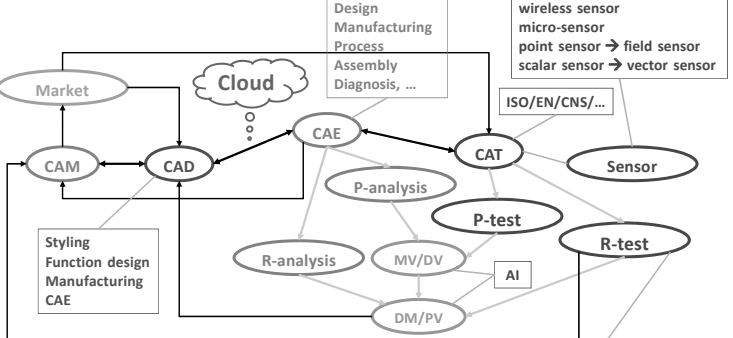 Design
Manufacturing
Process
Assembly
Diagnosis, ...
wireless sensor
micro-sensor
point sensor → field sensor
scalar sensor → vector sensor
Cloud
Market
ISO/EN/CNS/...
CAE
CAM
CAD
CAT
Sensor
P-analysis
P-test
Styling
Function design
Manufacturing
CAE
R-analysis
MV/DV
R-test
AI
DM/PV